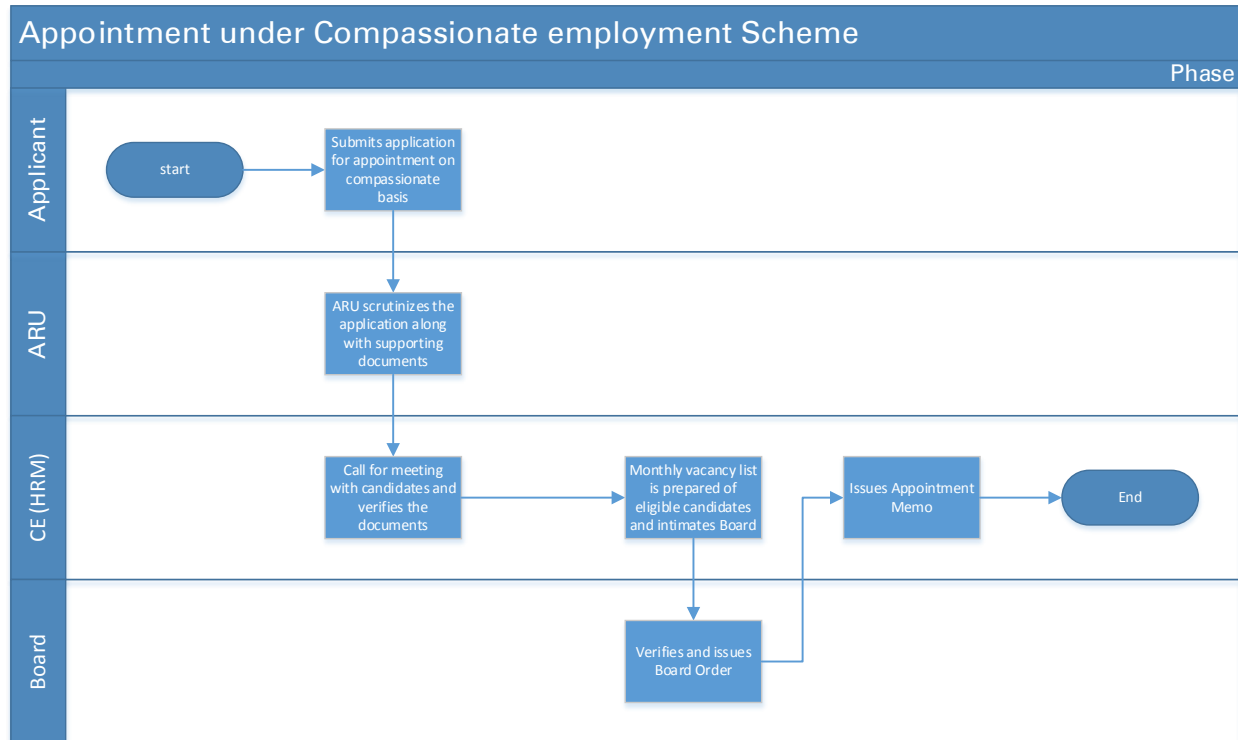 Appointment under Compassionate employment Scheme
Phase
Applicant
start
Submits application
for appointment on
compassionate
basis
ARU
ARU scrutinizes the
application along
with supporting
documents
CE (HRM)
Call for meeting
with candidates and
verifies the
documents
Monthly vacancy list
is prepared of
eligible candidates
and intimates Board
Issues Appointment
Memo
End
Board
Verifies and issues
Board Order